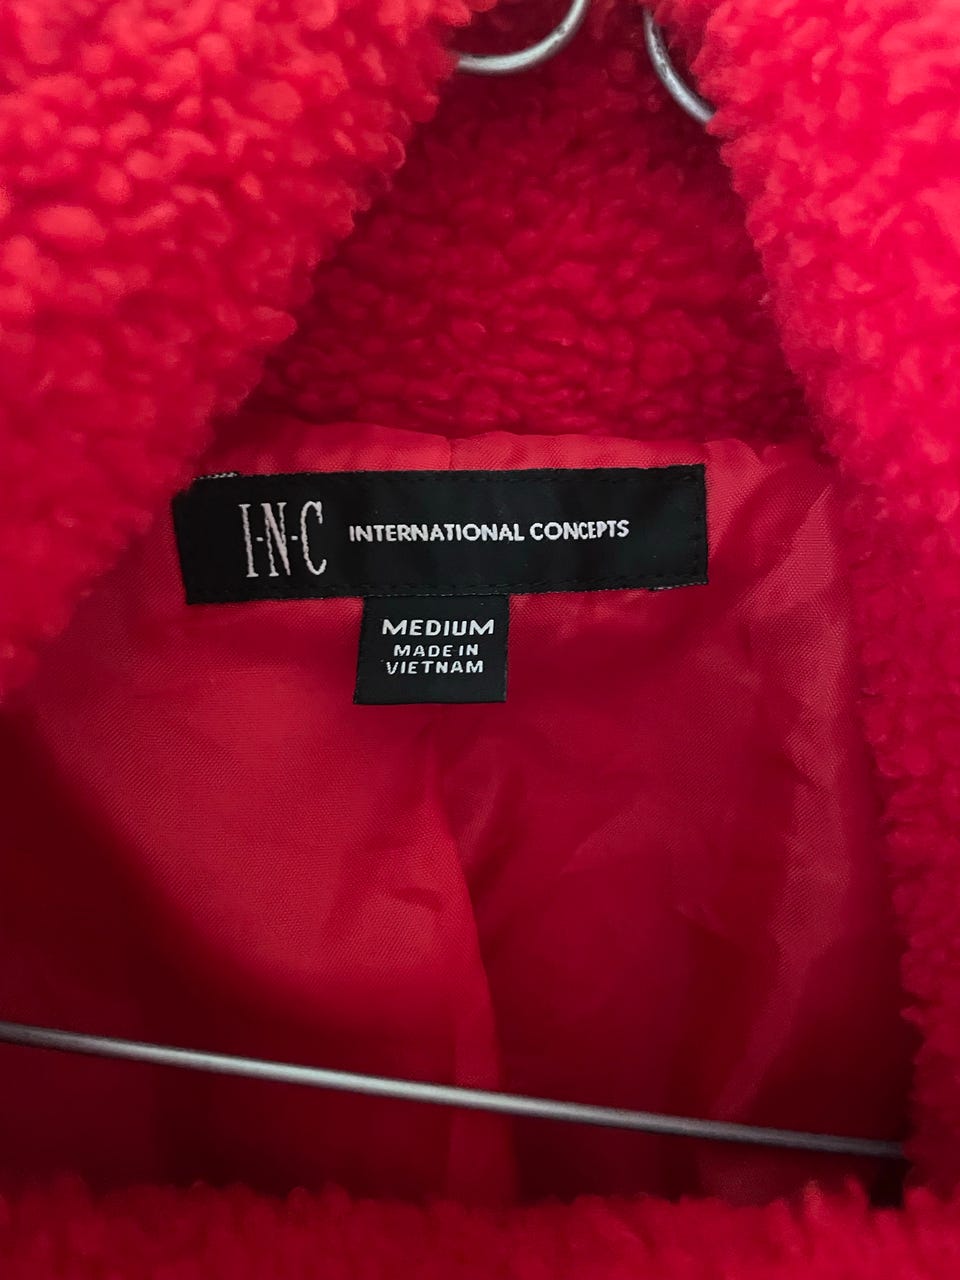 I·N·C INTERNATIONAL CONCEPTS
MEDIUM
MADE IN
VIETNAM